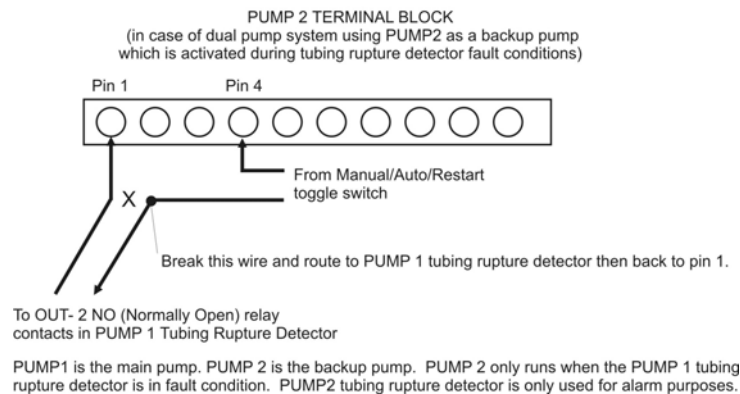 PUMP 2 TERMINAL BLOCK
(in case of dual pump system using PUMP2 as a backup pump
which is activated during tubing rupture detector fault conditions)
Pin 1
Pin 4
From Manual/Auto/Restart
toggle switch
X
Break this wire and route to PUMP 1 tubing rupture detector then back to pin 1.
To OUT- 2 NO (Normally Open) relay
contacts in PUMP 1 Tubing Rupture Detector
PUMP1 is the main pump. PUMP 2 is the backup pump.  PUMP 2 only runs when the PUMP 1 tubing
rupture detector is in fault condition.  PUMP2 tubing rupture detector is only used for alarm purposes.